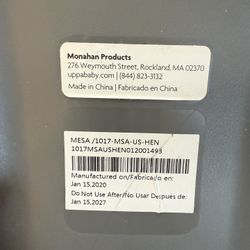 Monahan Products
276 Weymouth Street, Rockland, MA 02370
uppababy.com | (844) 823-3132
Made in China | Fabricado en China
MESA /1017-MSA-US-HEN
1017MSAUSHEN012001493
Manufactured on/Fabricado en:
Jan 15,2020
Do Not Use After/No Usar Después de:
Jan 15,2027